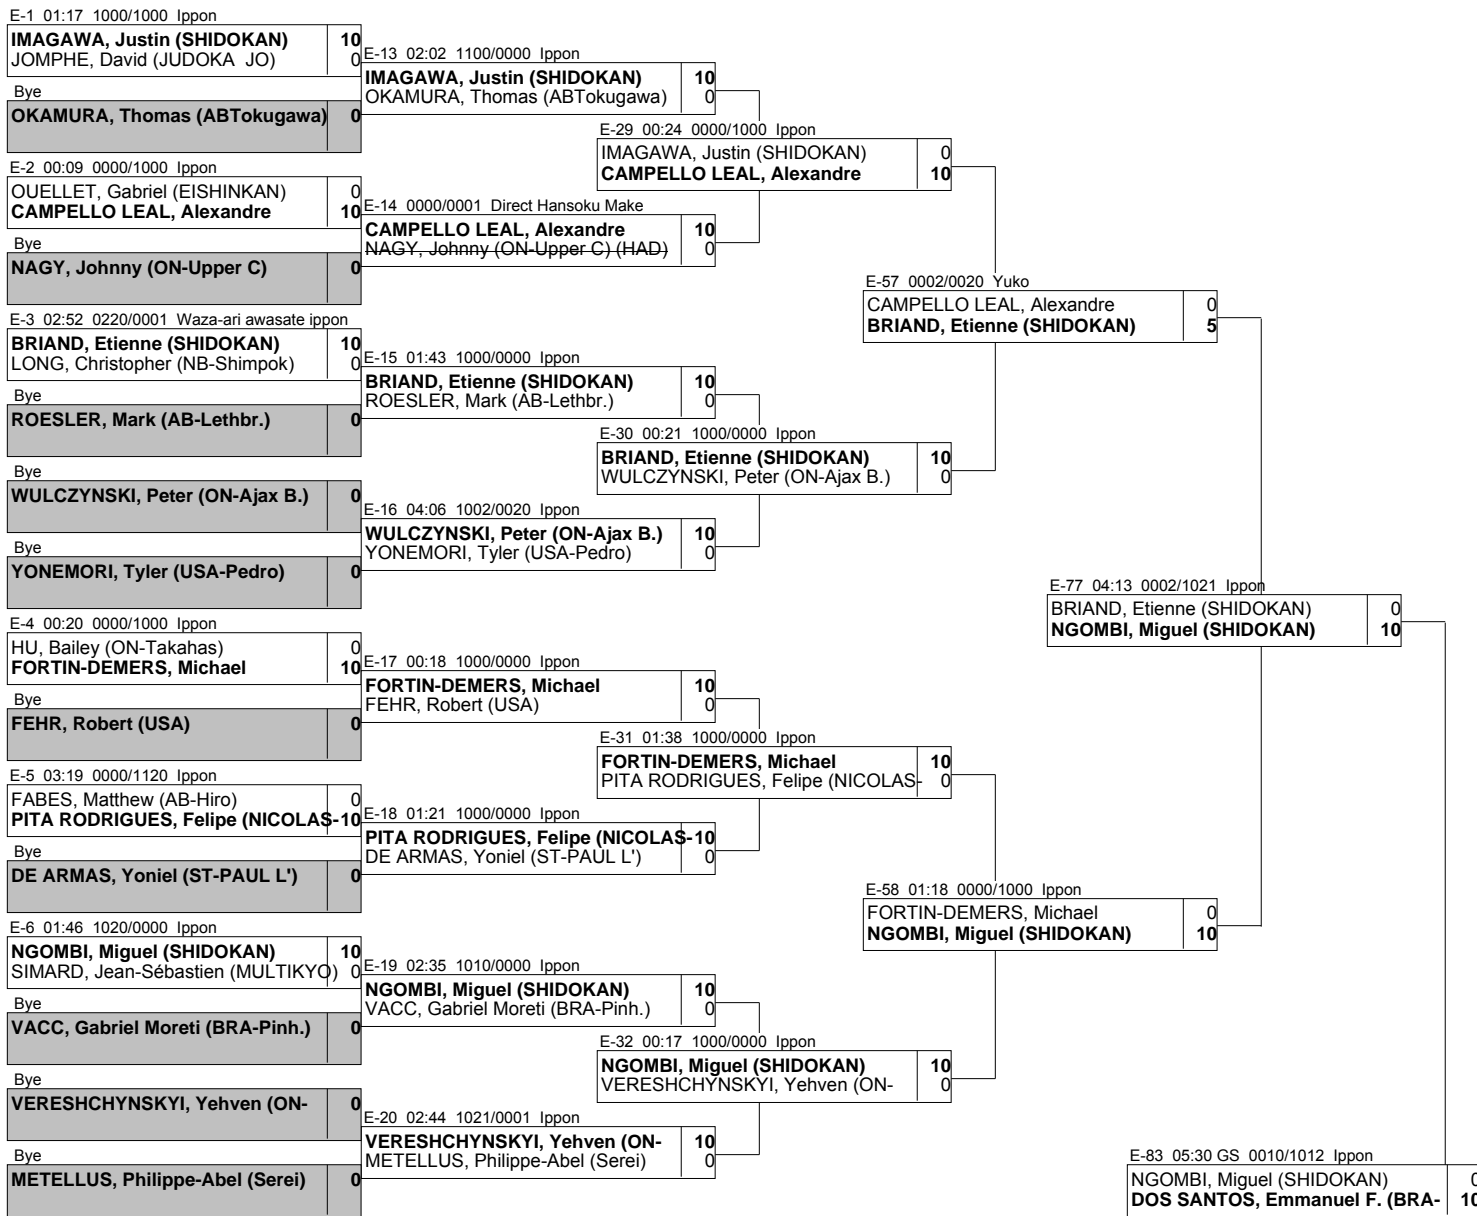 E-1 01:17 1000/1000 Ippon
IMAGAWA, Justin (SHIDOKAN) 10
JOMPHE, David (JUDOKA JO) 0
Bye
OKAMURA, Thomas (ABTokugawa) 0
E-2 00:09 0000/1000 Ippon
OUELLET, Gabriel (EISHINKAN) 0
CAMPELLO LEAL, Alexandre 10
Bye
NAGY, Johnny (ON-Upper C) 0
E-3 02:52 0220/0001 Waza-ari awasate ippon
BRIAND, Etienne (SHIDOKAN) 10
LONG, Christopher (NB-Shimpok) 0
Bye
ROESLER, Mark (AB-Lethbr.) 0
Bye
WULCZYNSKI, Peter (ON-Ajax B.) 0
Bye
YONEMORI, Tyler (USA-Pedro) 0
E-4 00:20 0000/1000 Ippon
HU, Bailey (ON-Takahas) 0
FORTIN-DEMERS, Michael 10
Bye
FEHR, Robert (USA) 0
E-5 03:19 0000/1120 Ippon
FABES, Matthew (AB-Hiro) 0
PITA RODRIGUES, Felipe (NICOLAS- 10
Bye
DE ARMAS, Yoniel (ST-PAUL L') 0
E-6 01:46 1020/0000 Ippon
NGOMBI, Miguel (SHIDOKAN) 10
SIMARD, Jean-Sébastien (MULTIKYO) 0
Bye
VACC, Gabriel Moreti (BRA-Pinh.) 0
Bye
VERESHCHYNSKYI, Yehven (ON- 0
Bye
METELLUS, Philippe-Abel (Serei) 0
E-13 02:02 1100/0000 Ippon
IMAGAWA, Justin (SHIDOKAN) 10
OKAMURA, Thomas (ABTokugawa) 0
E-14 0000/0001 Direct Hansoku Make
CAMPELLO LEAL, Alexandre 10
NAGY, Johnny (ON-Upper C) (HAD) 0
E-15 01:43 1000/0000 Ippon
BRIAND, Etienne (SHIDOKAN) 10
ROESLER, Mark (AB-Lethbr.) 0
E-16 04:06 1002/0020 Ippon
WULCZYNSKI, Peter (ON-Ajax B.) 10
YONEMORI, Tyler (USA-Pedro) 0
E-17 00:18 1000/0000 Ippon
FORTIN-DEMERS, Michael 10
FEHR, Robert (USA) 0
E-18 01:21 1000/0000 Ippon
PITA RODRIGUES, Felipe (NICOLAS- 10
DE ARMAS, Yoniel (ST-PAUL L') 0
E-19 02:35 1010/0000 Ippon
NGOMBI, Miguel (SHIDOKAN) 10
VACC, Gabriel Moreti (BRA-Pinh.) 0
E-20 02:44 1021/0001 Ippon
VERESHCHYNSKYI, Yehven (ON- 10
METELLUS, Philippe-Abel (Serei) 0
E-29 00:24 0000/1000 Ippon
IMAGAWA, Justin (SHIDOKAN) 0
CAMPELLO LEAL, Alexandre 10
E-30 00:21 1000/0000 Ippon
BRIAND, Etienne (SHIDOKAN) 10
WULCZYNSKI, Peter (ON-Ajax B.) 0
E-31 01:38 1000/0000 Ippon
FORTIN-DEMERS, Michael 10
PITA RODRIGUES, Felipe (NICOLAS- 0
E-32 00:17 1000/0000 Ippon
NGOMBI, Miguel (SHIDOKAN) 10
VERESHCHYNSKYI, Yehven (ON- 0
E-57 0002/0020 Yuko
CAMPELLO LEAL, Alexandre 0
BRIAND, Etienne (SHIDOKAN) 5
E-58 01:18 0000/1000 Ippon
FORTIN-DEMERS, Michael 0
NGOMBI, Miguel (SHIDOKAN) 10
E-77 04:13 0002/1021 Ippon
BRIAND, Etienne (SHIDOKAN) 0
NGOMBI, Miguel (SHIDOKAN) 10
E-83 05:30 GS 0010/1012 Ippon
NGOMBI, Miguel (SHIDOKAN) 0
DOS SANTOS, Emmanuel F. (BRA- 10